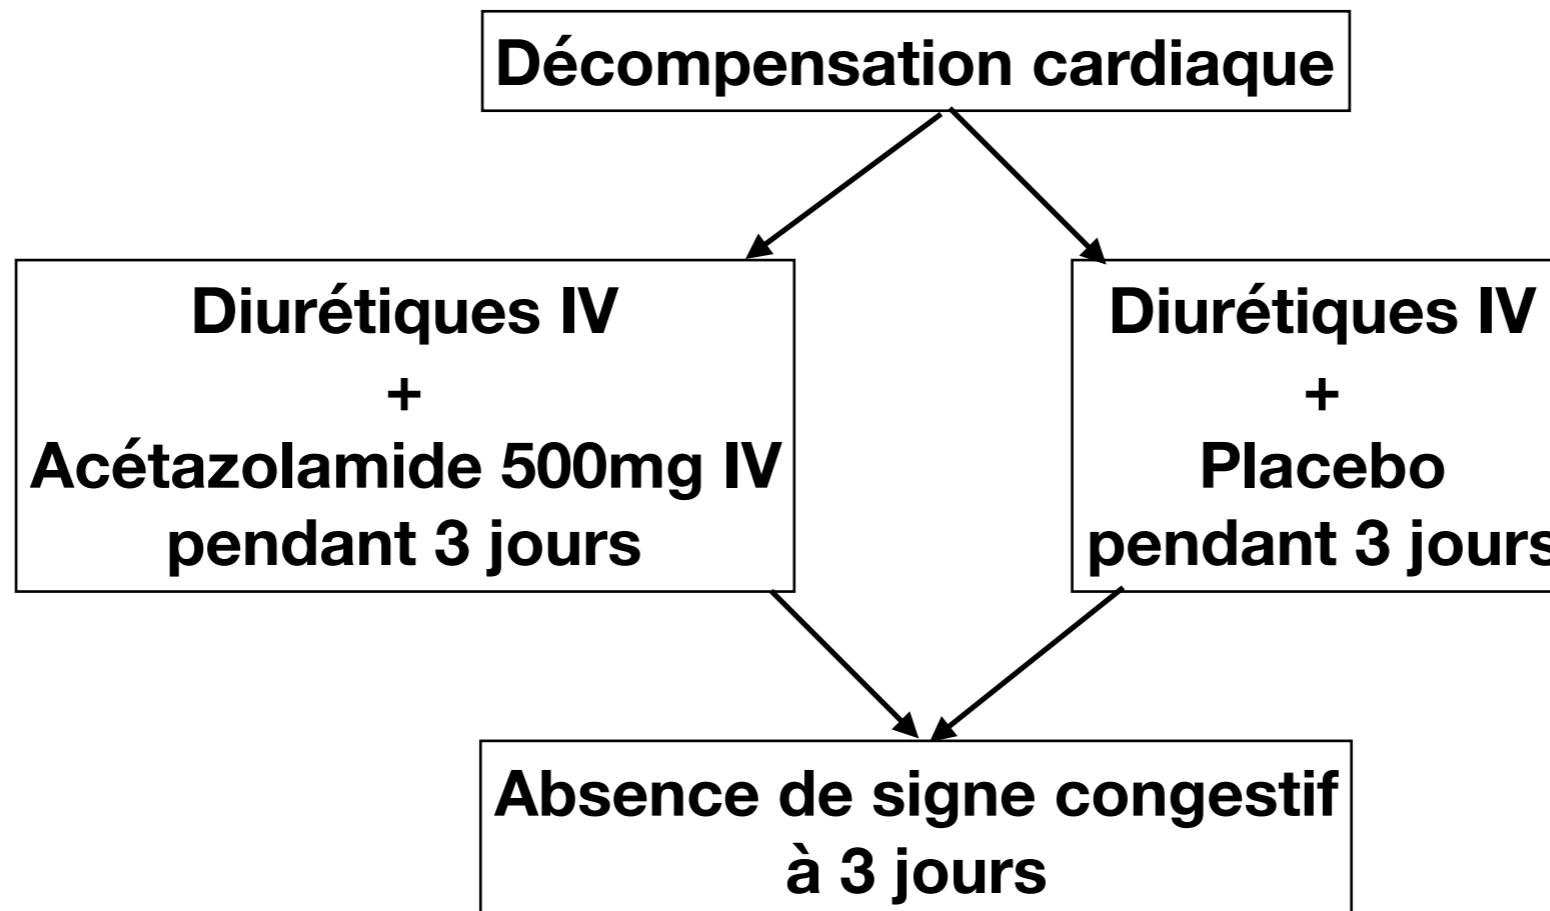 Décompensation cardiaque
Diurétiques IV
+
Acétazolamide 500mg IV
pendant 3 jours
Diurétiques IV
+
Placebo
pendant 3 jours
Absence de signe congestif
à 3 jours